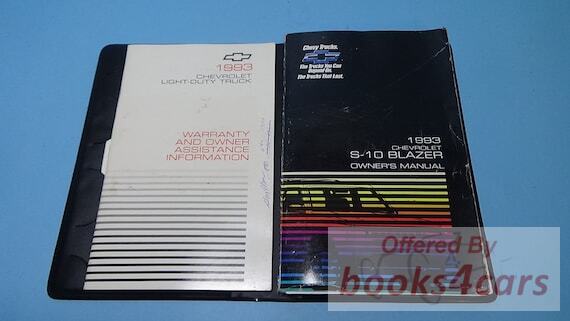 1993
CHEVROLET
LIGHT-DUTY TRUCK
WARRANTY
AND OWNER
ASSISTANCE
INFORMATION
Chevy Trucks.
The Trucks You Can
Depend On.
The Trucks That Last.
1993
CHEVROLET
S-10 BLAZER
OWNER'S MANUAL
Offered By
books4cars